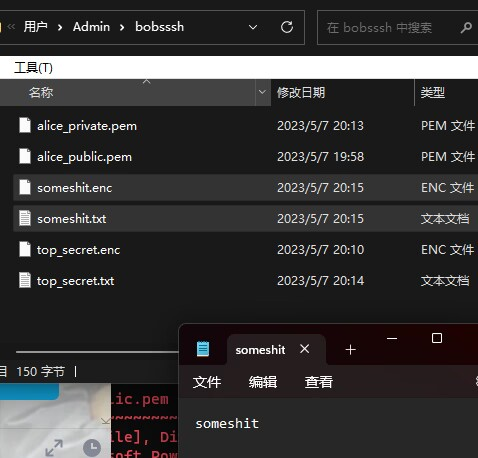 用户 › Admin › bobsssh
在 bobsssh 中搜索
工具(T)
名称 修改日期 类型
alice_private.pem 2023/5/7 20:13 PEM 文件
alice_public.pem 2023/5/7 19:58 PEM 文件
someshit.enc 2023/5/7 20:15 ENC 文件
someshit.txt 2023/5/7 20:15 文本文档
top_secret.enc 2023/5/7 20:10 ENC 文件
top_secret.txt 2023/5/7 20:14 文本文档
150 字节
someshit
文件 编辑 查看
someshit
lic.pem
~~~~~~~~~
le], Di
soft.Pow